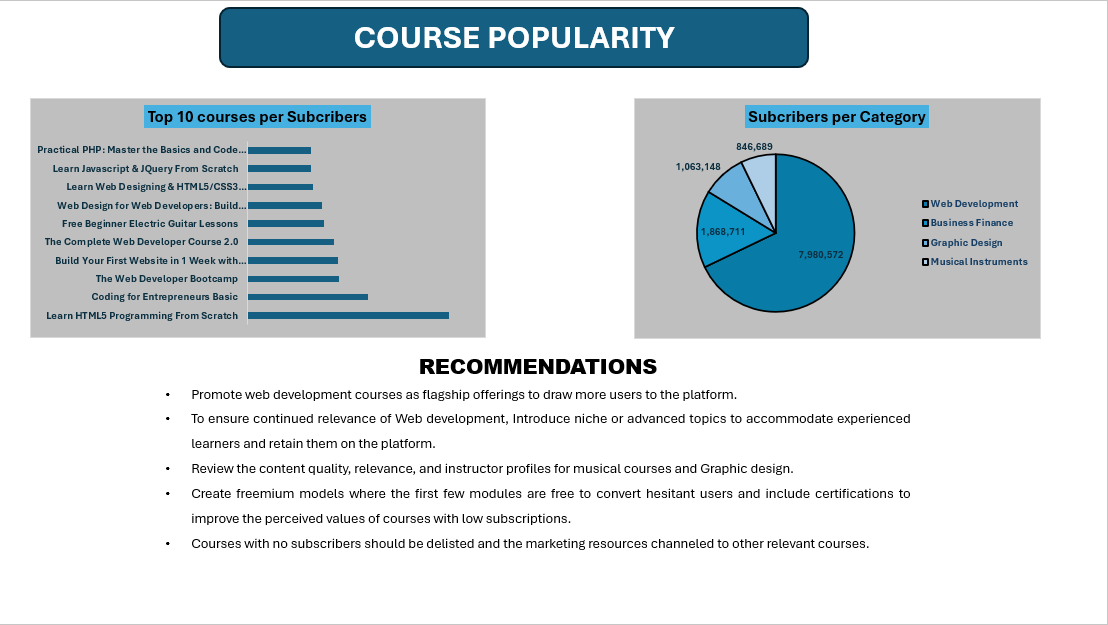 COURSE POPULARITY
Top 10 courses per Subcribers
Practical PHP: Master the Basics and Code...
Learn Javascript & JQuery From Scratch
Learn Web Designing & HTML5/CSS3...
Web Design for Web Developers: Build...
Free Beginner Electric Guitar Lessons
The Complete Web Developer Course 2.0
Build Your First Website in 1 Week with...
The Web Developer Bootcamp
Coding for Entrepreneurs Basic
Learn HTML5 Programming From Scratch
Subcribers per Category
846,689
1,063,148
1,868,711
7,980,572
Web Development
Business Finance
Graphic Design
Musical Instruments
RECOMMENDATIONS
• Promote web development courses as flagship offerings to draw more users to the platform.
• To ensure continued relevance of Web development, Introduce niche or advanced topics to accommodate experienced
learners and retain them on the platform.
• Review the content quality, relevance, and instructor profiles for musical courses and Graphic design.
• Create freemium models where the first few modules are free to convert hesitant users and include certifications to
improve the perceived values of courses with low subscriptions.
• Courses with no subscribers should be delisted and the marketing resources channeled to other relevant courses.